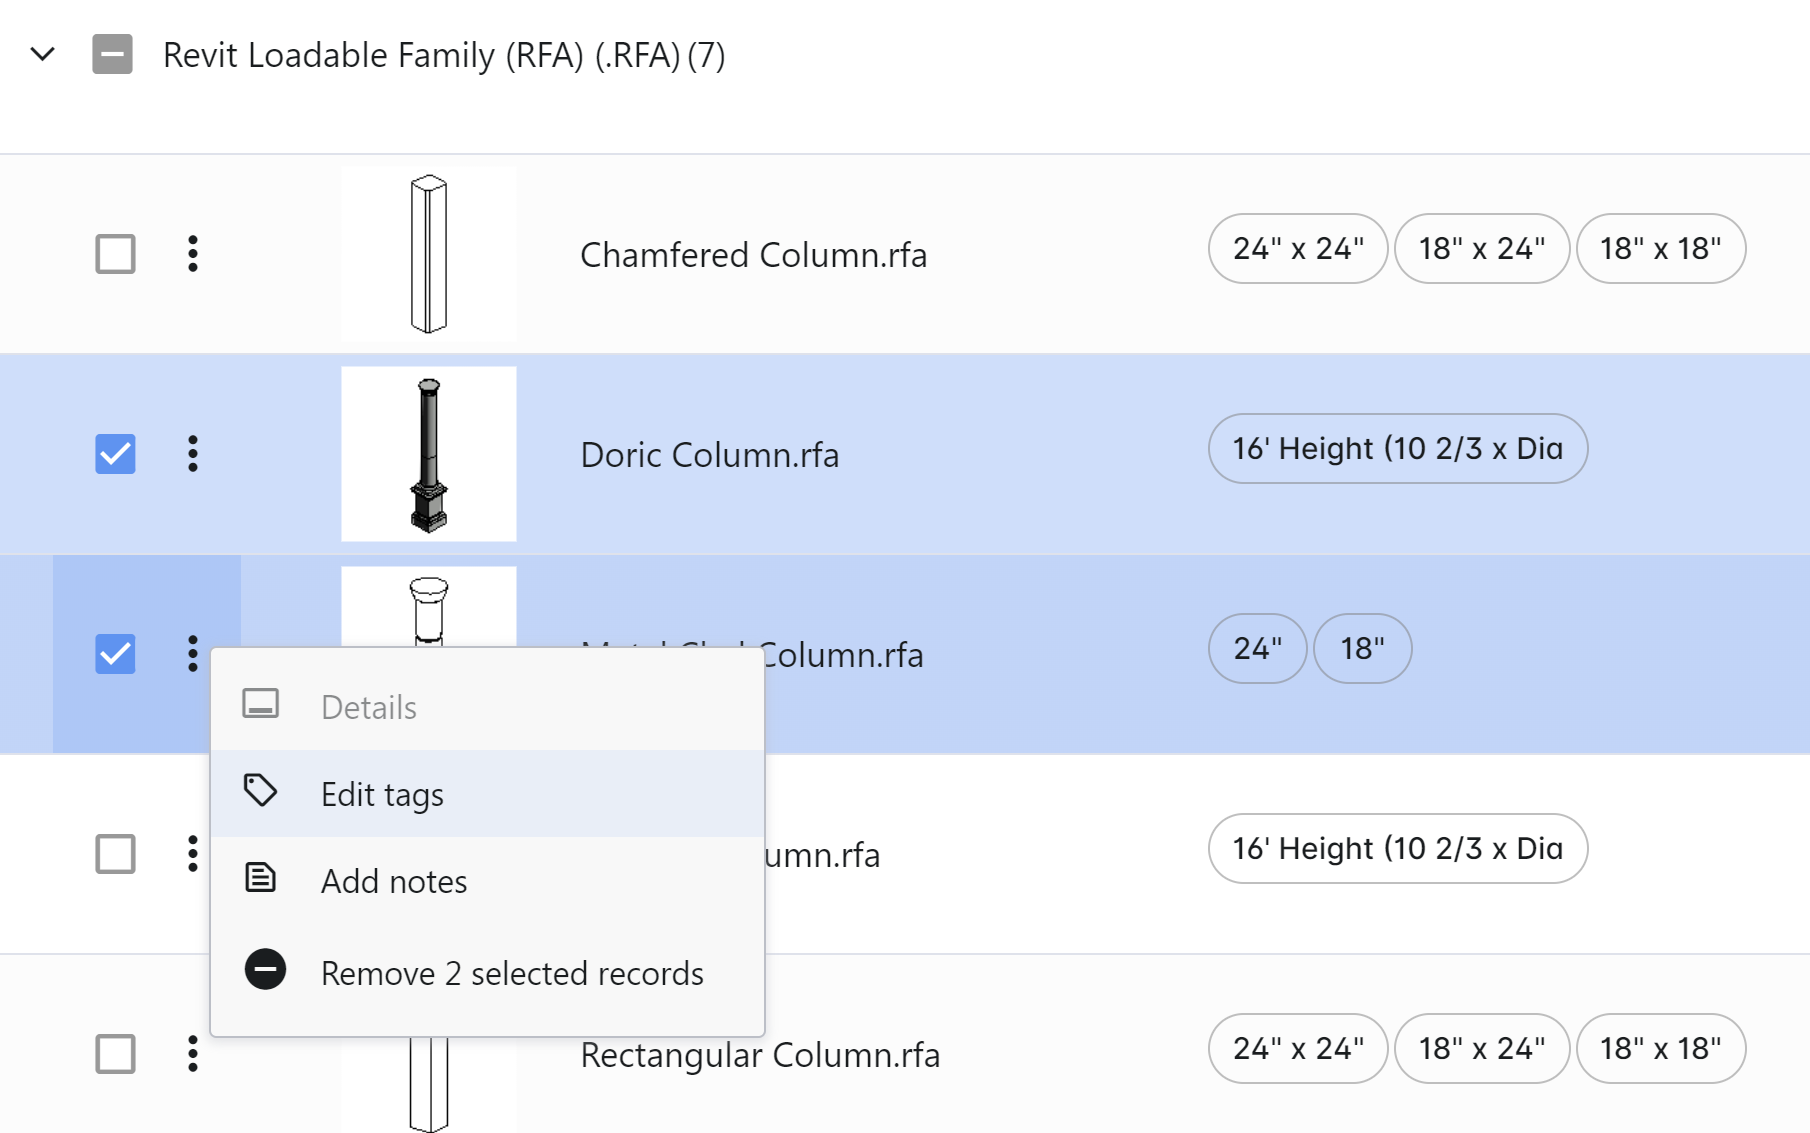 Revit Loadable Family (RFA) (.RFA) (7)
Chamfered Column.rfa
24" x 24"
18" x 24"
18" x 18"
Doric Column.rfa
16' Height (10 2/3 x Dia
Column.rfa
24"
18"
Details
Edit tags
umn.rfa
16' Height (10 2/3 x Dia
Add notes
Remove 2 selected records
Rectangular Column.rfa
24" x 24"
18" x 24"
18" x 18"